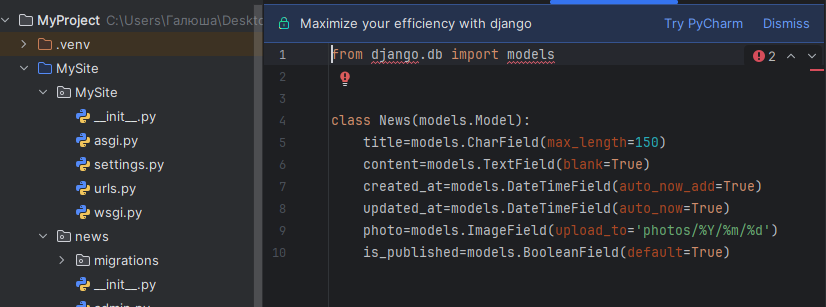 MyProject C:\Users\Галюша\Deskto
.venv
MySite
MySite
__init__.py
asgi.py
settings.py
urls.py
wsgi.py
news
migrations
__init__.py
admin.py
Maximize your efficiency with django Try PyCharm Dismiss
1 from django.db import models 2
2
3
4 class News(models.Model):
5 title=models.CharField(max_length=150)
6 content=models.TextField(blank=True)
7 created_at=models.DateTimeField(auto_now_add=True)
8 updated_at=models.DateTimeField(auto_now=True)
9 photo=models.ImageField(upload_to='photos/%Y/%m/%d')
10 is_published=models.BooleanField(default=True)